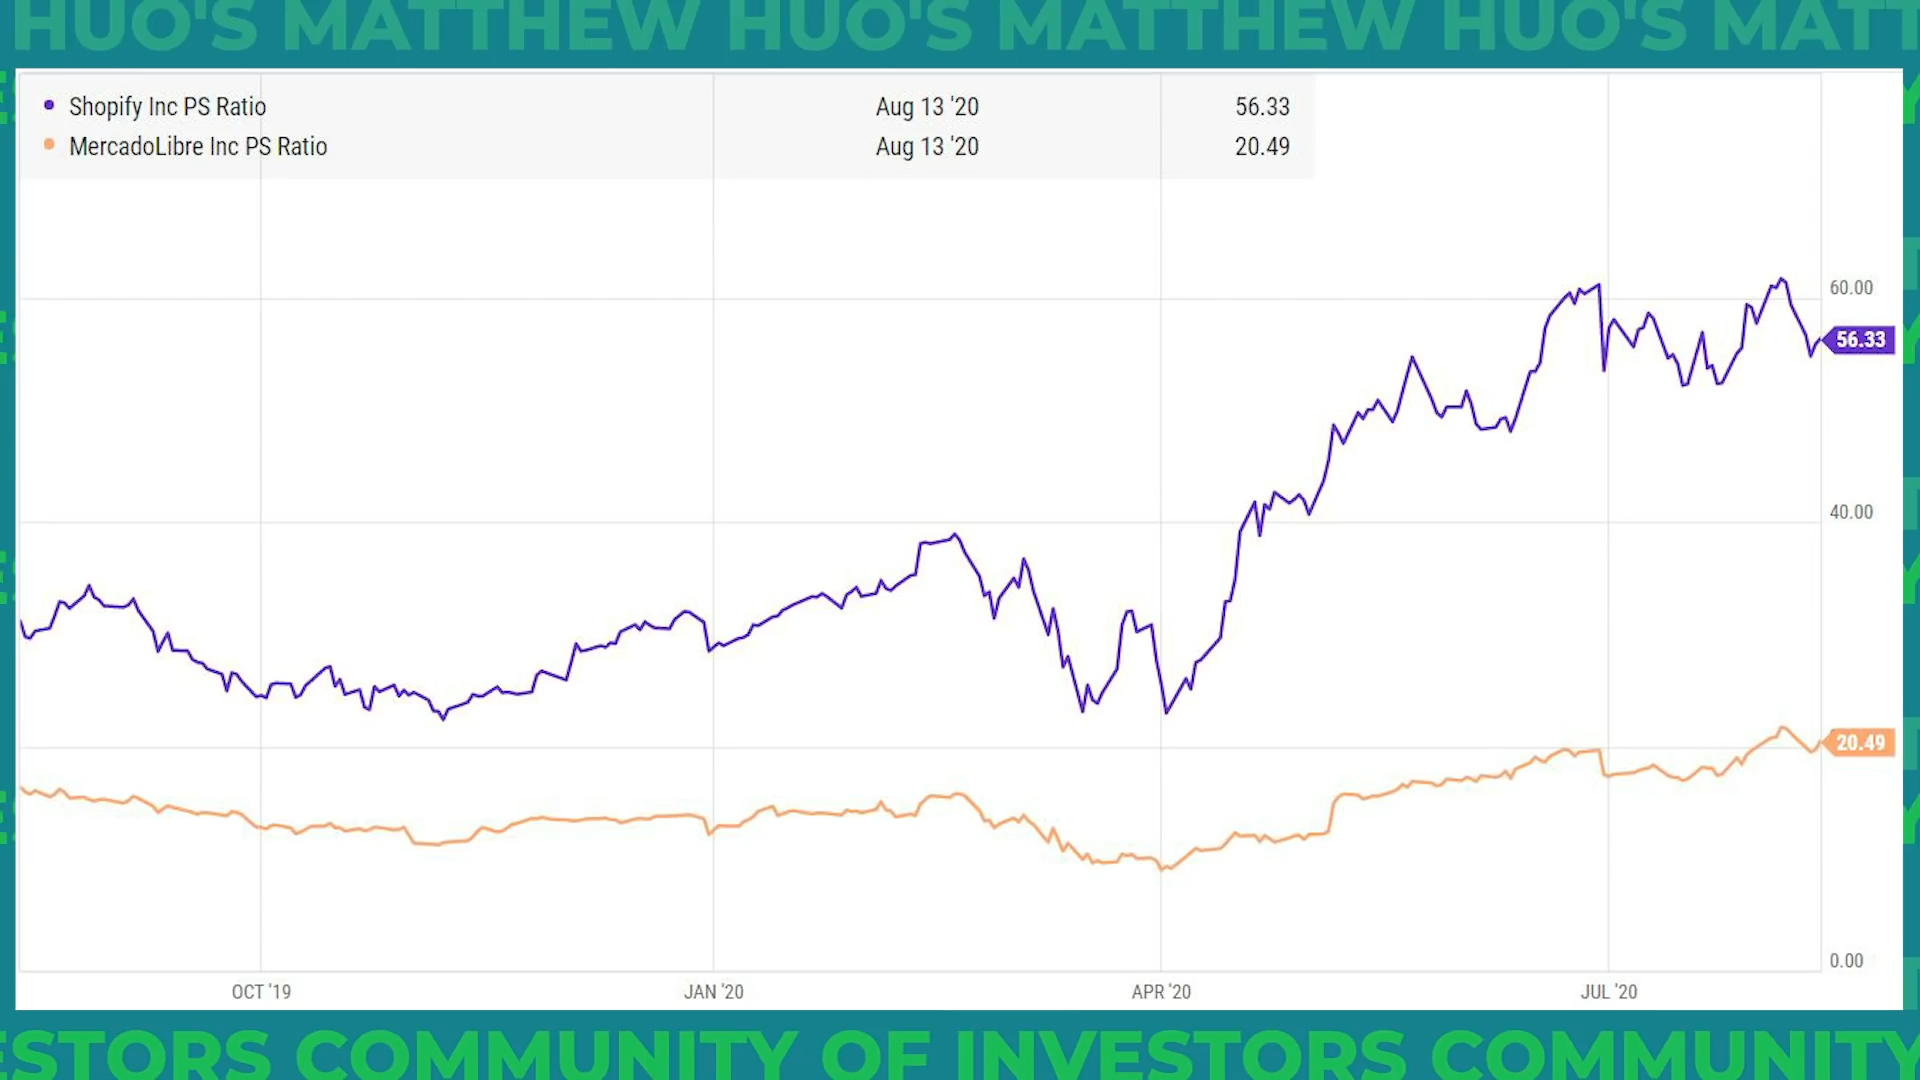 HUO'S MATTHEW HUO'S MATTHEW HUO'S MATT
Shopify Inc PS Ratio Aug 13 '20 56.33
MercadoLibre Inc PS Ratio Aug 13 '20 20.49
60.00
56.33
40.00
20.49
0.00
OCT '19 JAN '20 APR '20 JUL '20
ESTORS COMMUNITY OF INVESTORS COMMUNITY